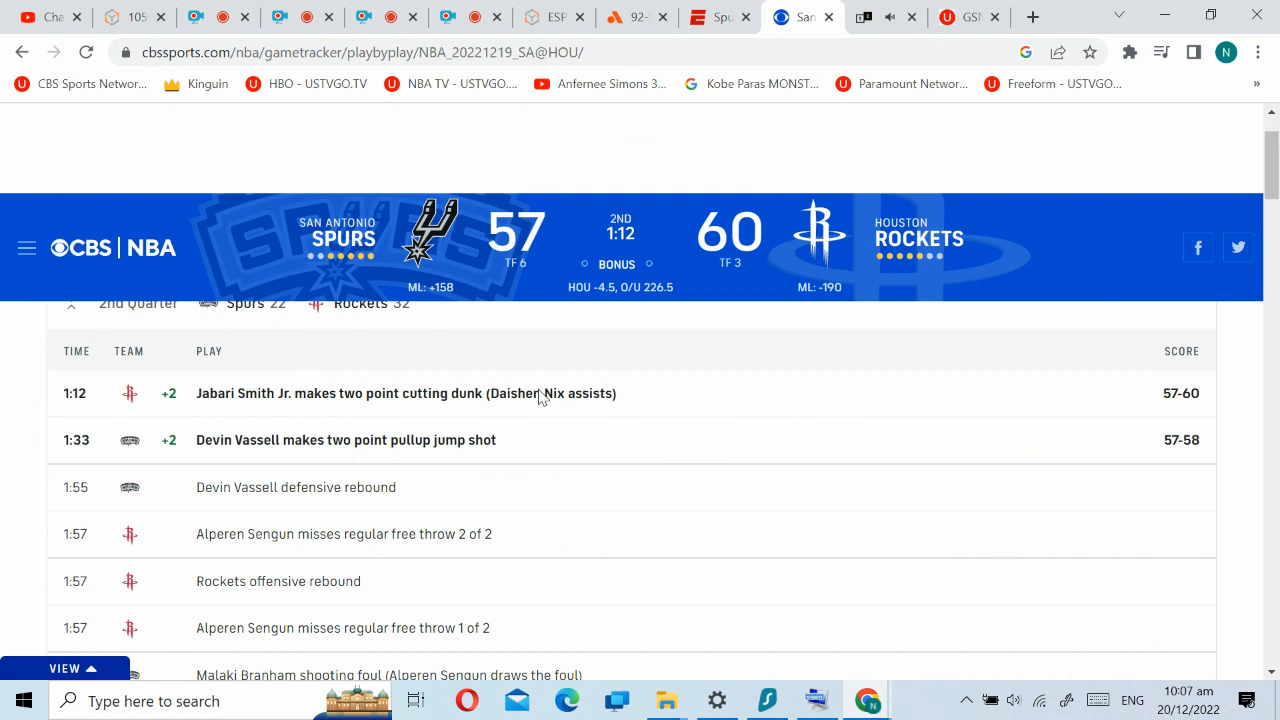 Cha
105
ESP
92-
Spu
San
GSN
cbssports.com/nba/gametracker/playbyplay/NBA_20221219_SA@HOU/
N
CBS Sports Networ...
Kinguin
HBO - USTVGO.TV
NBA TV - USTVGO....
Anfernee Simons 3...
Kobe Paras MONST...
Paramount Networ...
Freeform - USTVGO...
»
CBS | NBA
SAN ANTONIO
SPURS
57
TF 6
ML: +158
2ND
1:12
BONUS
HOU -4.5, O/U 226.5
60
TF 3
ML: -190
HOUSTON
ROCKETS
2nd Quarter Spurs 22 Rockets 32
TIME TEAM PLAY SCORE
1:12 +2 Jabari Smith Jr. makes two point cutting dunk (Daishen Nix assists) 57-60
1:33 +2 Devin Vassell makes two point pullup jump shot 57-58
1:55 Devin Vassell defensive rebound
1:57 Alperen Sengun misses regular free throw 2 of 2
1:57 Rockets offensive rebound
1:57 Alperen Sengun misses regular free throw 1 of 2
Malaki Branham shooting foul (Alperen Sengun draws the foul)
VIEW
Type here to search
ENG
10:07 am
20/12/2022